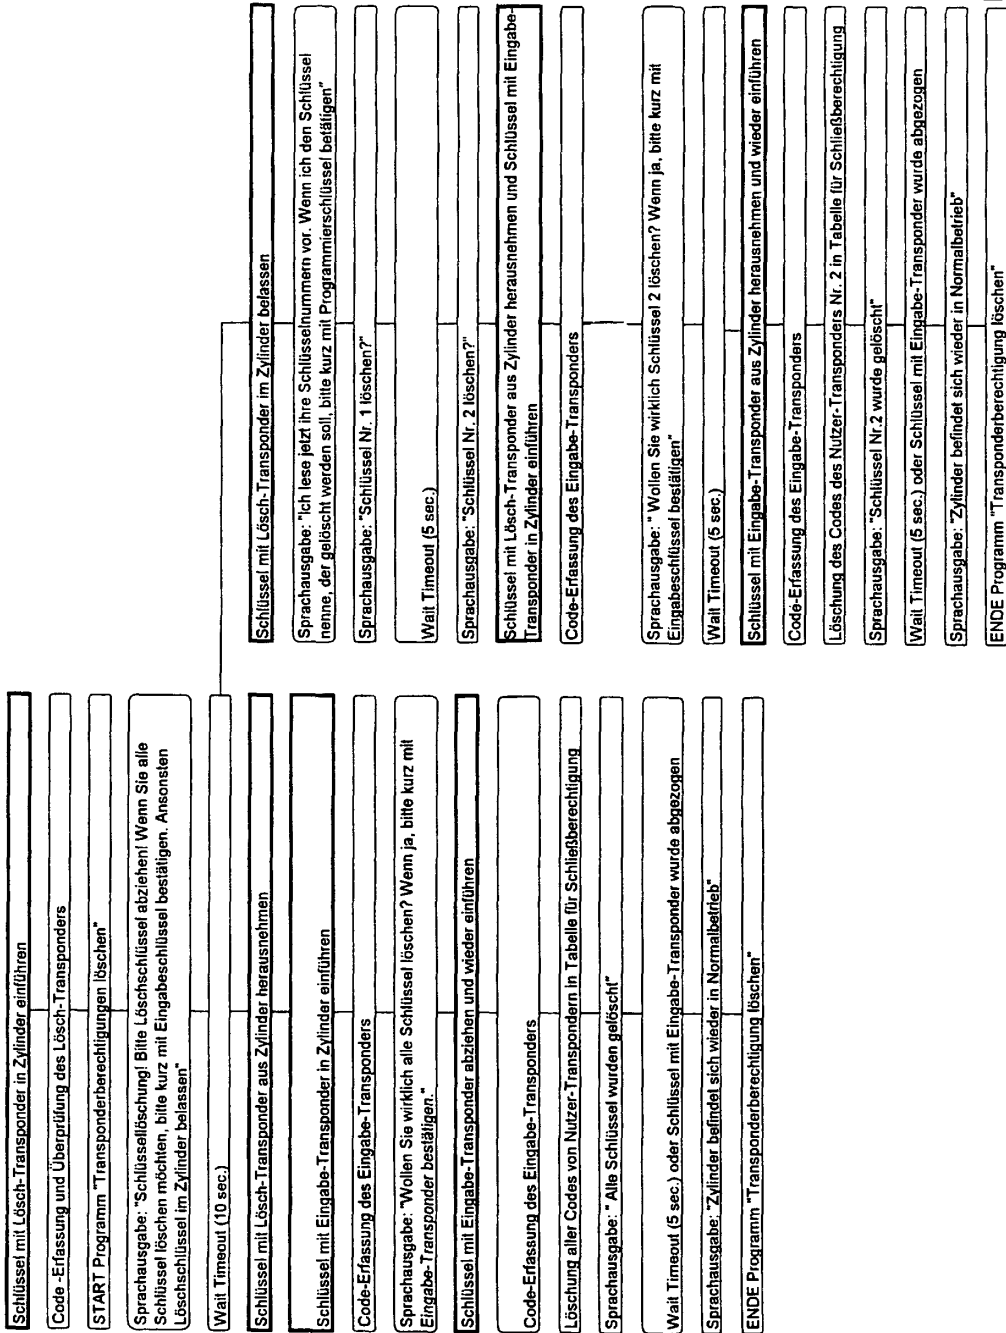 Schlüssel mit Lösch-Transponder in Zylinder einführen
Code -Erfassung und Überprüfung des Lösch-Transponders
START Programm "Transponderberechtigungen löschen"
Sprachausgabe: "Schlüssellöschung! Bitte Löschschlüssel abziehen! Wenn Sie alle
Schlüssel löschen möchten, bitte kurz mit Eingabeschlüssel bestätigen. Ansonsten
Löschschlüssel im Zylinder belassen"
Wait Timeout (10 sec.)
Schlüssel mit Lösch-Transponder aus Zylinder herausnehmen
Schlüssel mit Eingabe-Transponder in Zylinder einführen
Code-Erfassung des Eingabe-Transponders
Sprachausgabe: "Wollen Sie wirklich alle Schlüssel löschen? Wenn ja, bitte kurz mit
Eingabe-Transponder bestätigen."
Schlüssel mit Eingabe-Transponder abziehen und wieder einführen
Code-Erfassung des Eingabe-Transponders
Löschung aller Codes von Nutzer-Transpondern in Tabelle für Schließberechtigung
Sprachausgabe: " Alle Schlüssel wurden gelöscht"
Wait Timeout (5 sec.) oder Schlüssel mit Eingabe-Transponder wurde abgezogen
Sprachausgabe: "Zylinder befindet sich wieder in Normalbetrieb"
ENDE Programm "Transponderberechtigung löschen"
Schlüssel mit Lösch-Transponder im Zylinder belassen
Sprachausgabe: "Ich lese jetzt ihre Schlüsselnummern vor. Wenn ich den Schlüssel
nenne, der gelöscht werden soll, bitte kurz mit Programmierschlüssel betätigen"
Sprachausgabe: "Schlüssel Nr. 1 löschen?"
Wait Timeout (5 sec.)
Sprachausgabe: "Schlüssel Nr. 2 löschen?"
Schlüssel mit Lösch-Transponder aus Zylinder herausnehmen und Schlüssel mit Eingabe-
Transponder in Zylinder einführen
Code-Erfassung des Eingabe-Transponders
Sprachausgabe: " Wollen Sie wirklich Schlüssel 2 löschen? Wenn ja, bitte kurz mit
Eingabeschlüssel bestätigen"
Wait Timeout (5 sec.)
Schlüssel mit Eingabe-Transponder aus Zylinder herausnehmen und wieder einführen
Code-Erfassung des Eingabe-Transponders
Löschung des Codes des Nutzer-Transponders Nr. 2 in Tabelle für Schließberechtigung
Sprachausgabe: "Schlüssel Nr.2 wurde gelöscht"
Wait Timeout (5 sec.) oder Schlüssel mit Eingabe-Transponder wurde abgezogen
Sprachausgabe: "Zylinder befindet sich wieder in Normalbetrieb"
ENDE Programm "Transponderberechtigung löschen"